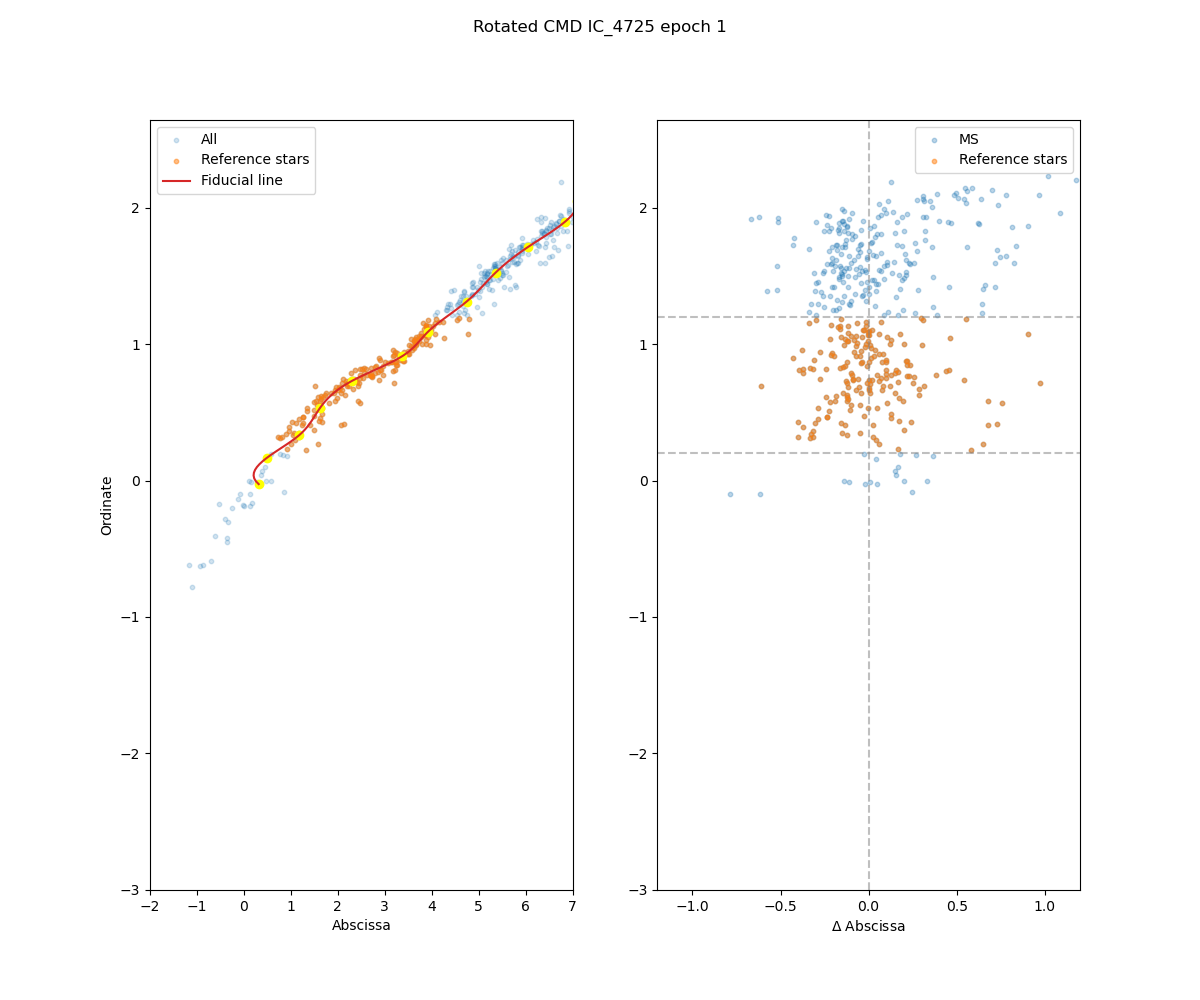 Rotated CMD IC_4725 epoch 1
All
Reference stars
Fiducial line
2
1
0
−1
−2
−3
Ordinate
−2 −1 0 1 2 3 4 5 6 7
Abscissa
MS
Reference stars
2
1
0
−1
−2
−3
−1.0 −0.5 0.0 0.5 1.0
Δ Abscissa